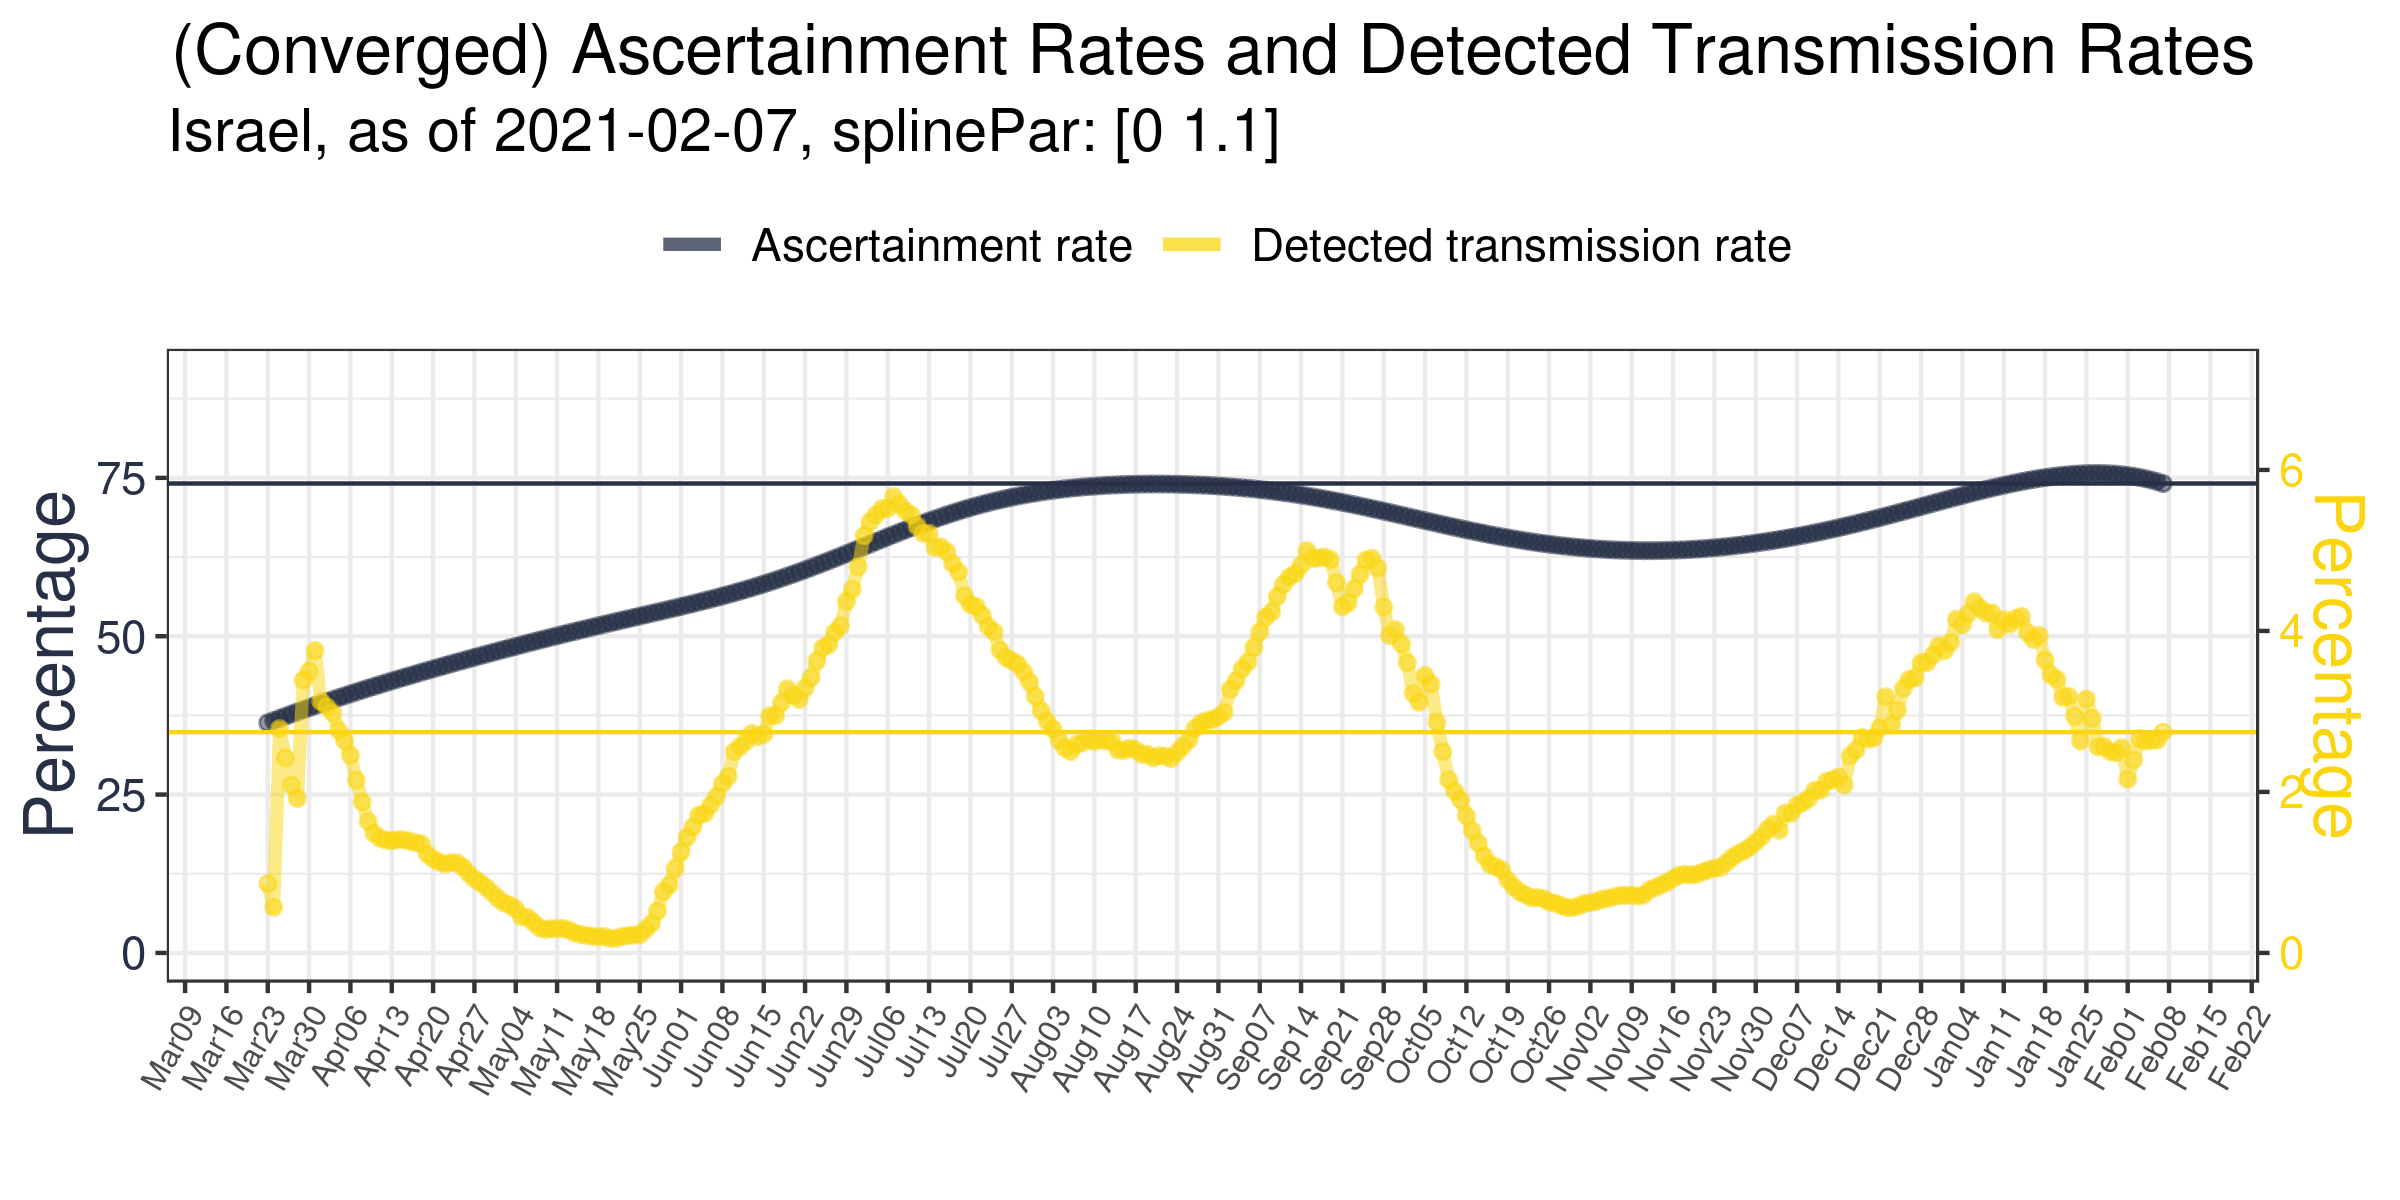 (Converged) Ascertainment Rates and Detected Transmission Rates
Israel, as of 2021-02-07, splinePar: [0 1.1]
Ascertainment rate
Detected transmission rate
Percentage
75
50
25
0
6
4
2
0
Percentage
Mar09
Mar16
Mar23
Mar30
Apr06
Apr13
Apr20
Apr27
May04
May11
May18
May25
Jun01
Jun08
Jun15
Jun22
Jun29
Jul06
Jul13
Jul20
Jul27
Aug03
Aug10
Aug17
Aug24
Aug31
Sep07
Sep14
Sep21
Sep28
Oct05
Oct12
Oct19
Oct26
Nov02
Nov09
Nov16
Nov23
Nov30
Dec07
Dec14
Dec21
Dec28
Jan04
Jan11
Jan18
Jan25
Feb01
Feb08
Feb15
Feb22